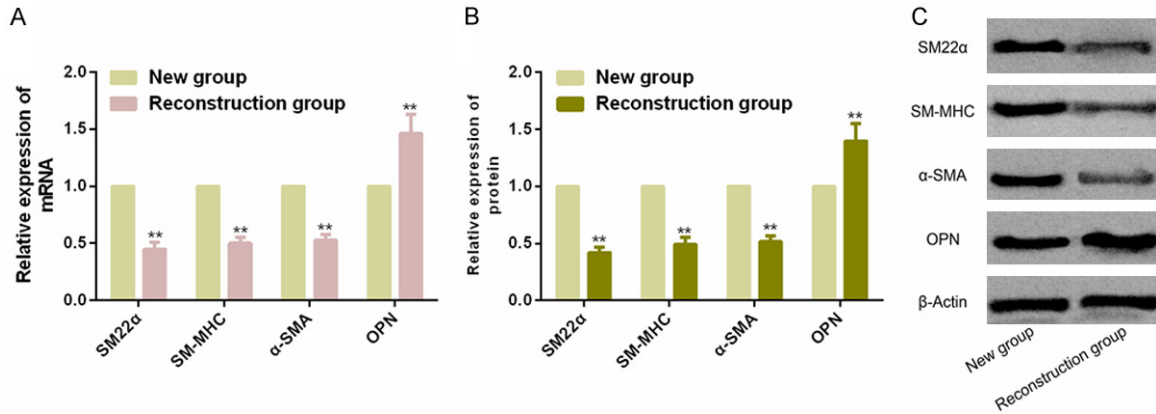 A
Relative expression of
mRNA
2.0
1.5
1.0
0.5
0.0
New group
Reconstruction group
**
**
**
**
SM22α
SM-MHC
α-SMA
OPN
B
Relative expression of
protein
2.0
1.5
1.0
0.5
0.0
New group
Reconstruction group
**
**
**
**
SM22α
SM-MHC
α-SMA
OPN
C
SM22α
SM-MHC
α-SMA
OPN
β-Actin
New group
Reconstruction group